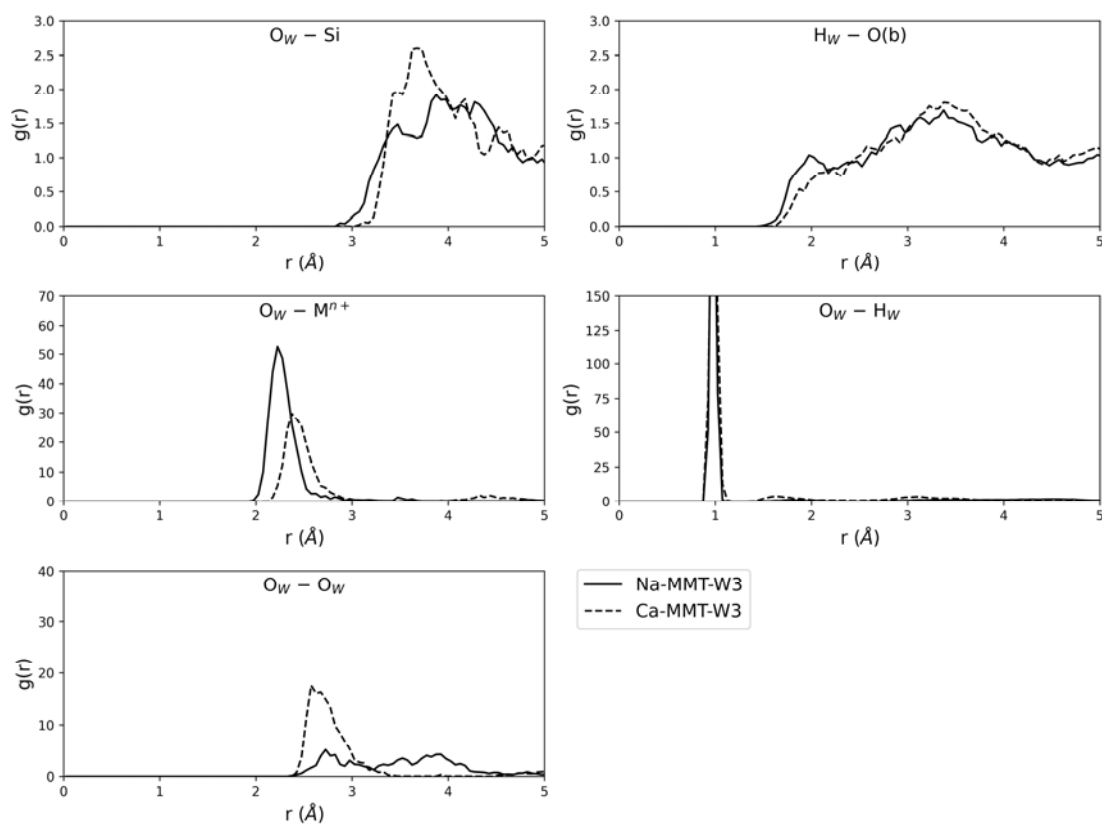 O_W − Si
g(r)
3.0
2.5
2.0
1.5
1.0
0.5
0.0
0 1 2 3 4 5
r (Å)
H_W − O(b)
g(r)
3.0
2.5
2.0
1.5
1.0
0.5
0.0
0 1 2 3 4 5
r (Å)
O_W − M^{n+}
g(r)
70
60
50
40
30
20
10
0
0 1 2 3 4 5
r (Å)
O_W − H_W
g(r)
150
125
100
75
50
25
0
0 1 2 3 4 5
r (Å)
O_W − O_W
g(r)
40
30
20
10
0
0 1 2 3 4 5
r (Å)
Na-MMT-W3
Ca-MMT-W3